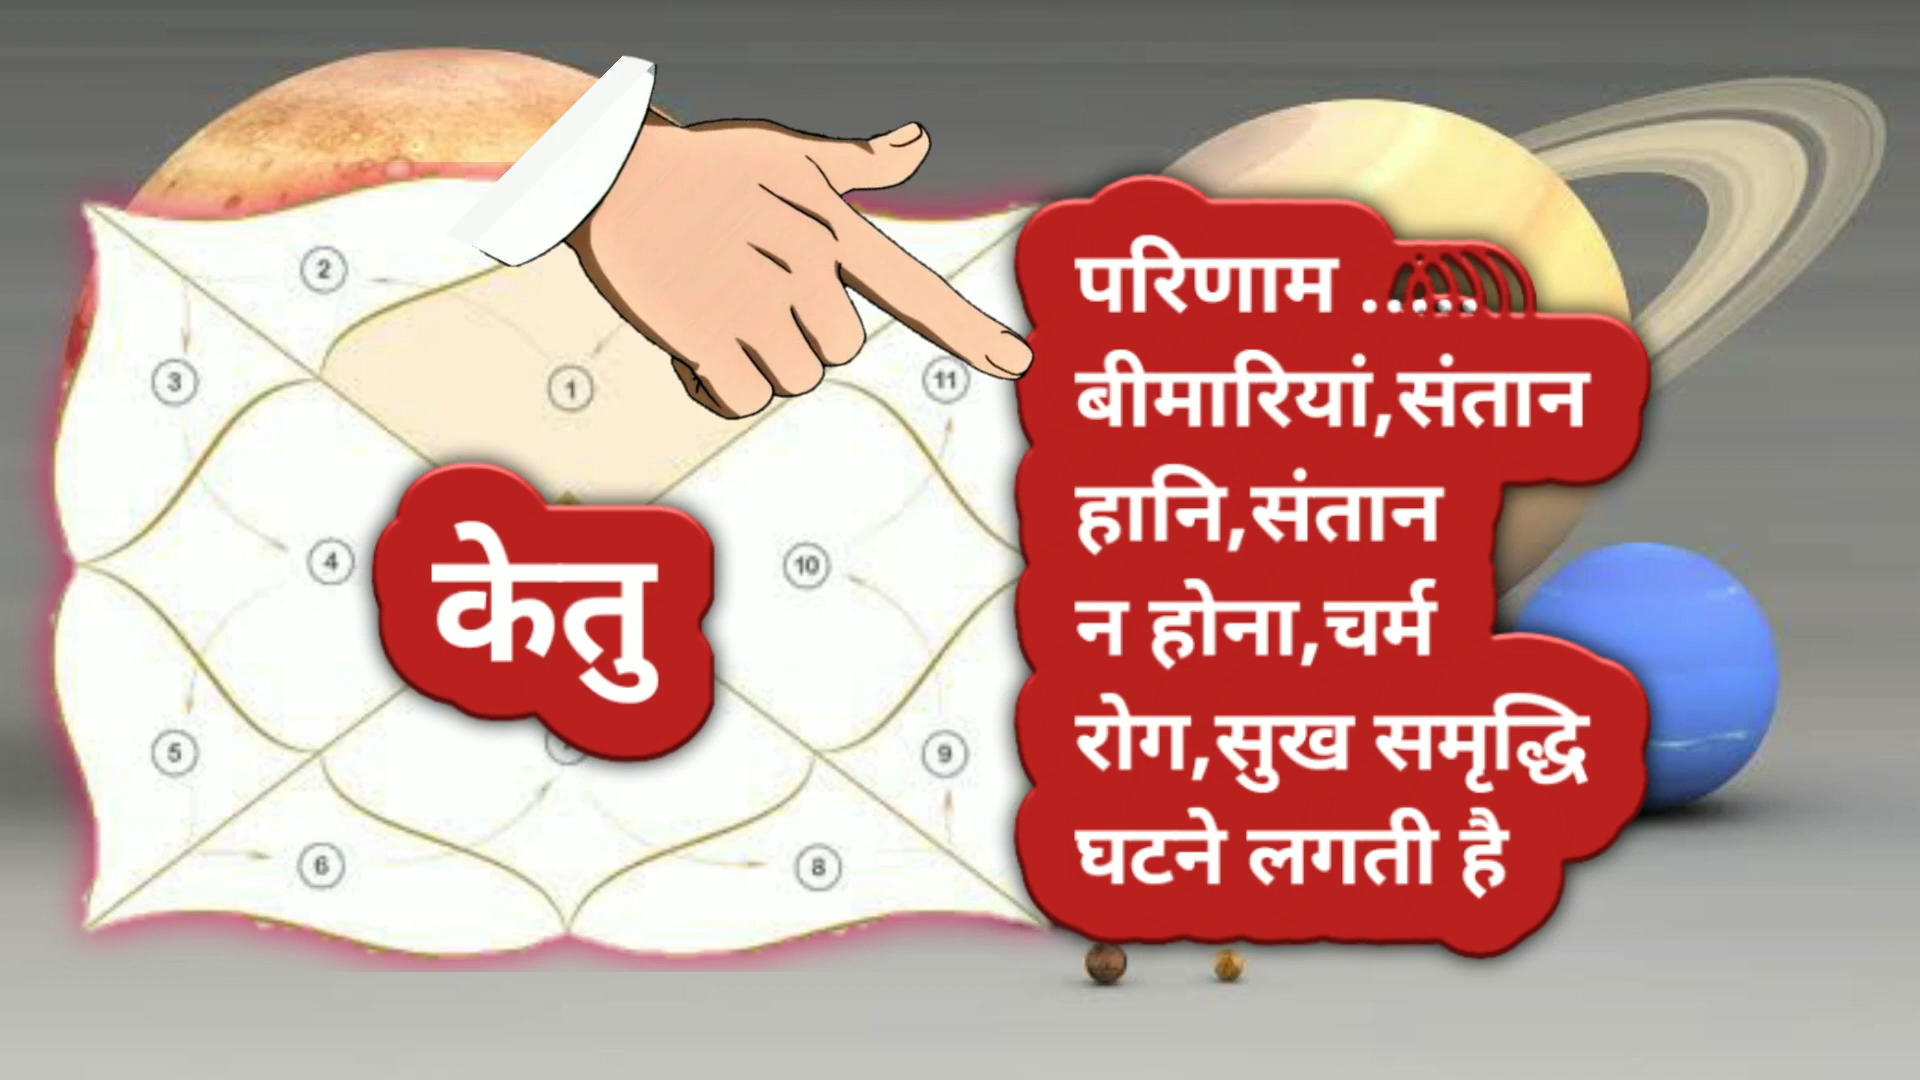 2
3
1
11
4
केतु
10
5
9
6
8
परिणाम .....
बीमारियां,संतान
हानि,संतान
न होना,चर्म
रोग,सुख समृद्धि
घटने लगती है